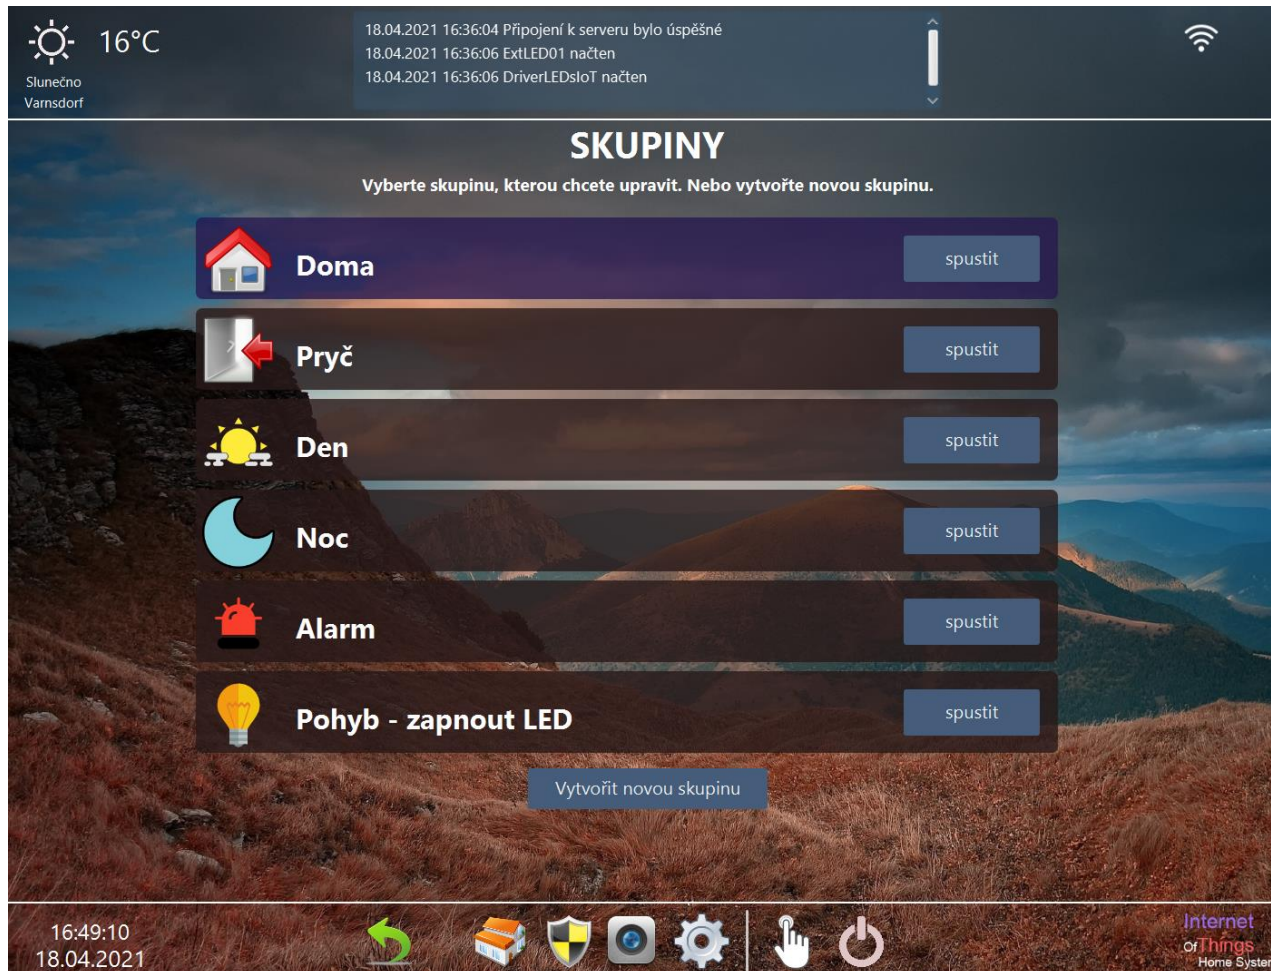 16°C
Slunečno
Varnsdorf
18.04.2021 16:36:04 Připojení k serveru bylo úspěšné
18.04.2021 16:36:06 ExtLED01 načten
18.04.2021 16:36:06 DriverLEDsIoT načten
SKUPINY
Vyberte skupinu, kterou chcete upravit. Nebo vytvořte novou skupinu.
Doma
spustit
Pryč
spustit
Den
spustit
Noc
spustit
Alarm
spustit
Pohyb - zapnout LED
spustit
Vytvořit novou skupinu
16:49:10
18.04.2021
Internet
OfThings
Home System